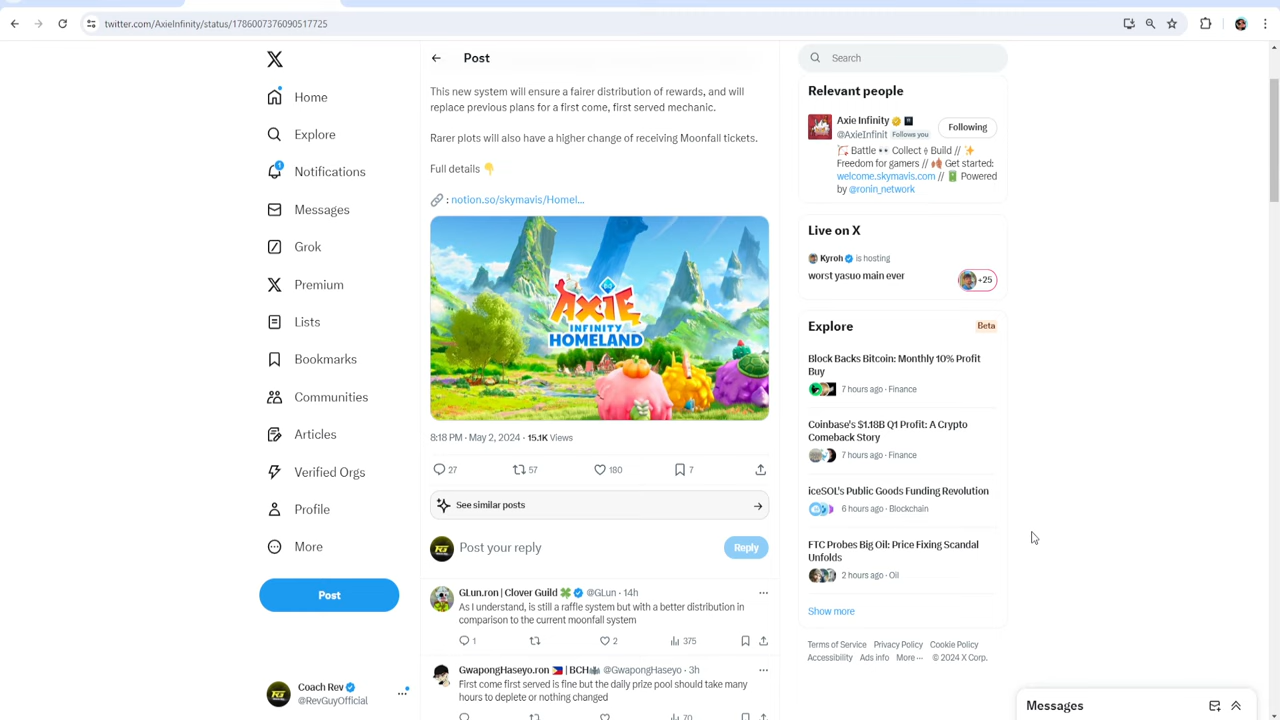 twitter.com/AxieInfinity/status/1786007376090517725
Home
Explore
1
Notifications
Messages
Grok
Premium
Lists
Bookmarks
Communities
Articles
Verified Orgs
Profile
More
Post
Coach Rev
@RevGuyOfficial
Post
This new system will ensure a fairer distribution of rewards, and will
replace previous plans for a first come, first served mechanic.
Rarer plots will also have a higher change of receiving Moonfall tickets.
Full details 👇
🔗 : notion.so/skymavis/Homel...
AXIE
INFINITY
HOMELAND
8:18 PM · May 2, 2024 · 15.1K Views
27 57 180 7
See similar posts
Post your reply
Reply
GLun.ron | Clover Guild 🍀 @GLun · 14h
As I understand, is still a raffle system but with a better distribution in
comparison to the current moonfall system
1 2 375
GwapongHaseyo.ron 🇵🇭 | BCH @GwapongHaseyo · 3h
First come first served is fine but the daily prize pool should take many
hours to deplete or nothing changed
70
Search
Relevant people
Axie Infinity
@AxieInfinit Follows you
Following
Battle 👀 Collect Build // ✨
Freedom for gamers // Get started:
welcome.skymavis.com // 🔋 Powered
by @ronin_network
Live on X
Kyroh is hosting
worst yasuo main ever
+25
Explore
Beta
Block Backs Bitcoin: Monthly 10% Profit
Buy
7 hours ago · Finance
Coinbase's $1.18B Q1 Profit: A Crypto
Comeback Story
7 hours ago · Finance
iceSOL's Public Goods Funding Revolution
6 hours ago · Blockchain
FTC Probes Big Oil: Price Fixing Scandal
Unfolds
2 hours ago · Oil
Show more
Terms of Service Privacy Policy Cookie Policy
Accessibility Ads info More ··· © 2024 X Corp.
Messages